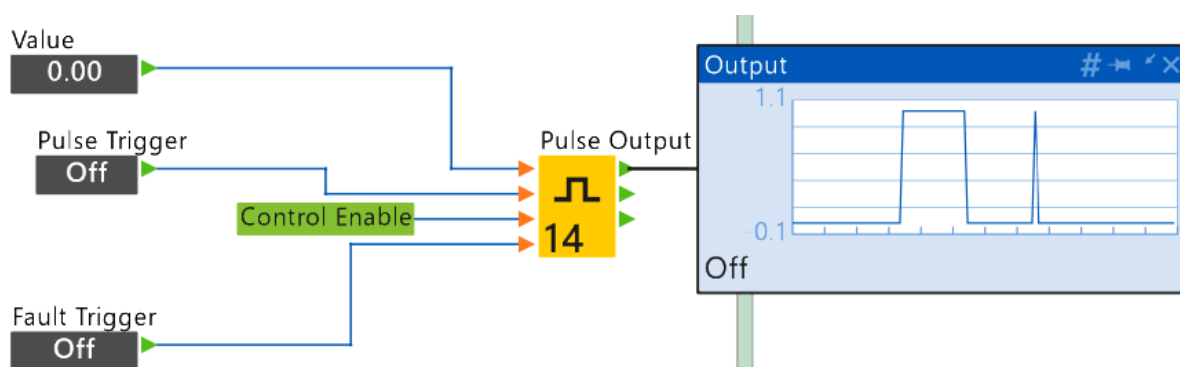 Value
0.00
Pulse Trigger
Off
Control Enable
Fault Trigger
Off
Pulse Output
14
Output
#
1.1
-0.1
Off